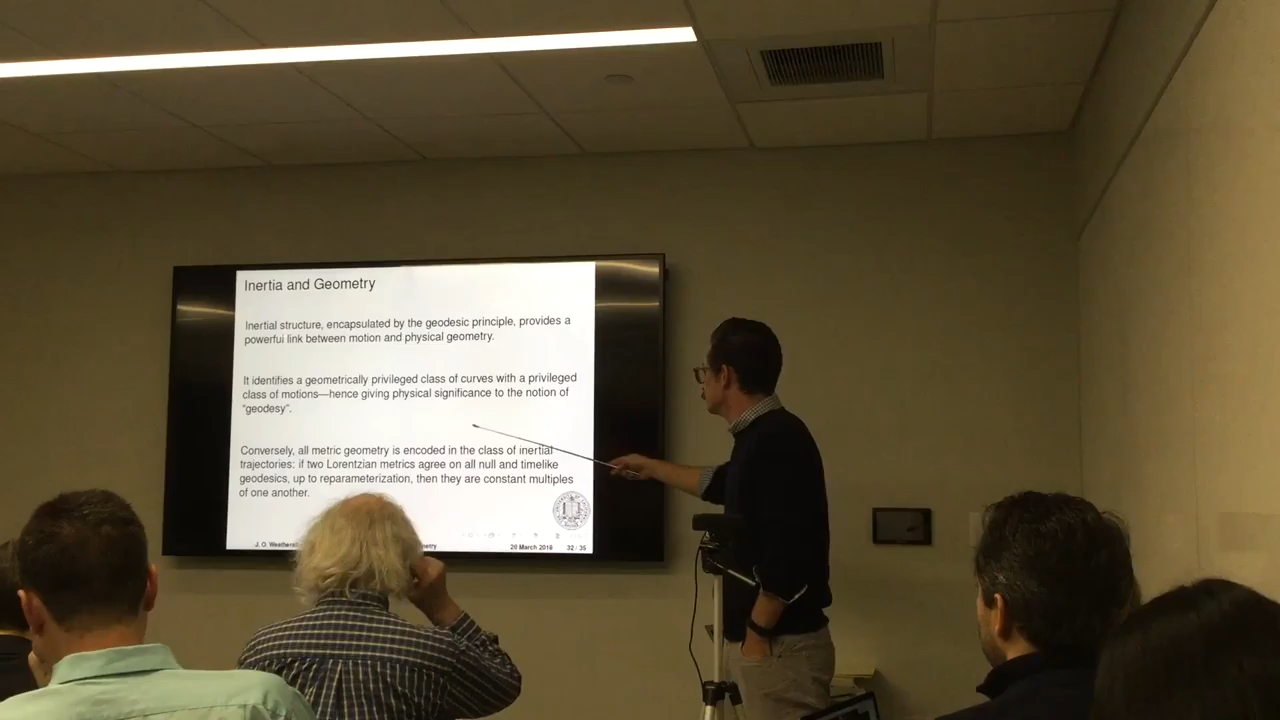 Inertia and Geometry
Inertial structure, encapsulated by the geodesic principle, provides a
powerful link between motion and physical geometry.
It identifies a geometrically privileged class of curves with a privileged
class of motions—hence giving physical significance to the notion of
"geodesy".
Conversely, all metric geometry is encoded in the class of inertial
trajectories: if two Lorentzian metrics agree on all null and timelike
geodesics, up to reparameterization, then they are constant multiples
of one another.
J. O. 20 March 2018 32 / 35